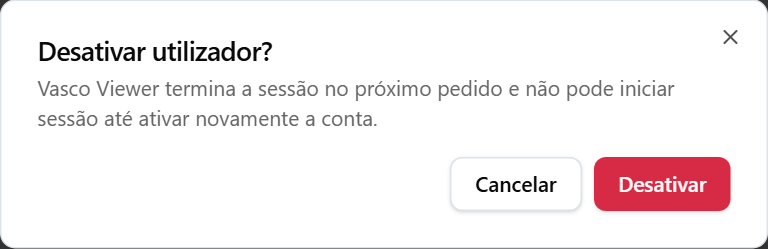 Desativar utilizador?
Vasco Viewer termina a sessão no próximo pedido e não pode iniciar
sessão até ativar novamente a conta.
Cancelar
Desativar